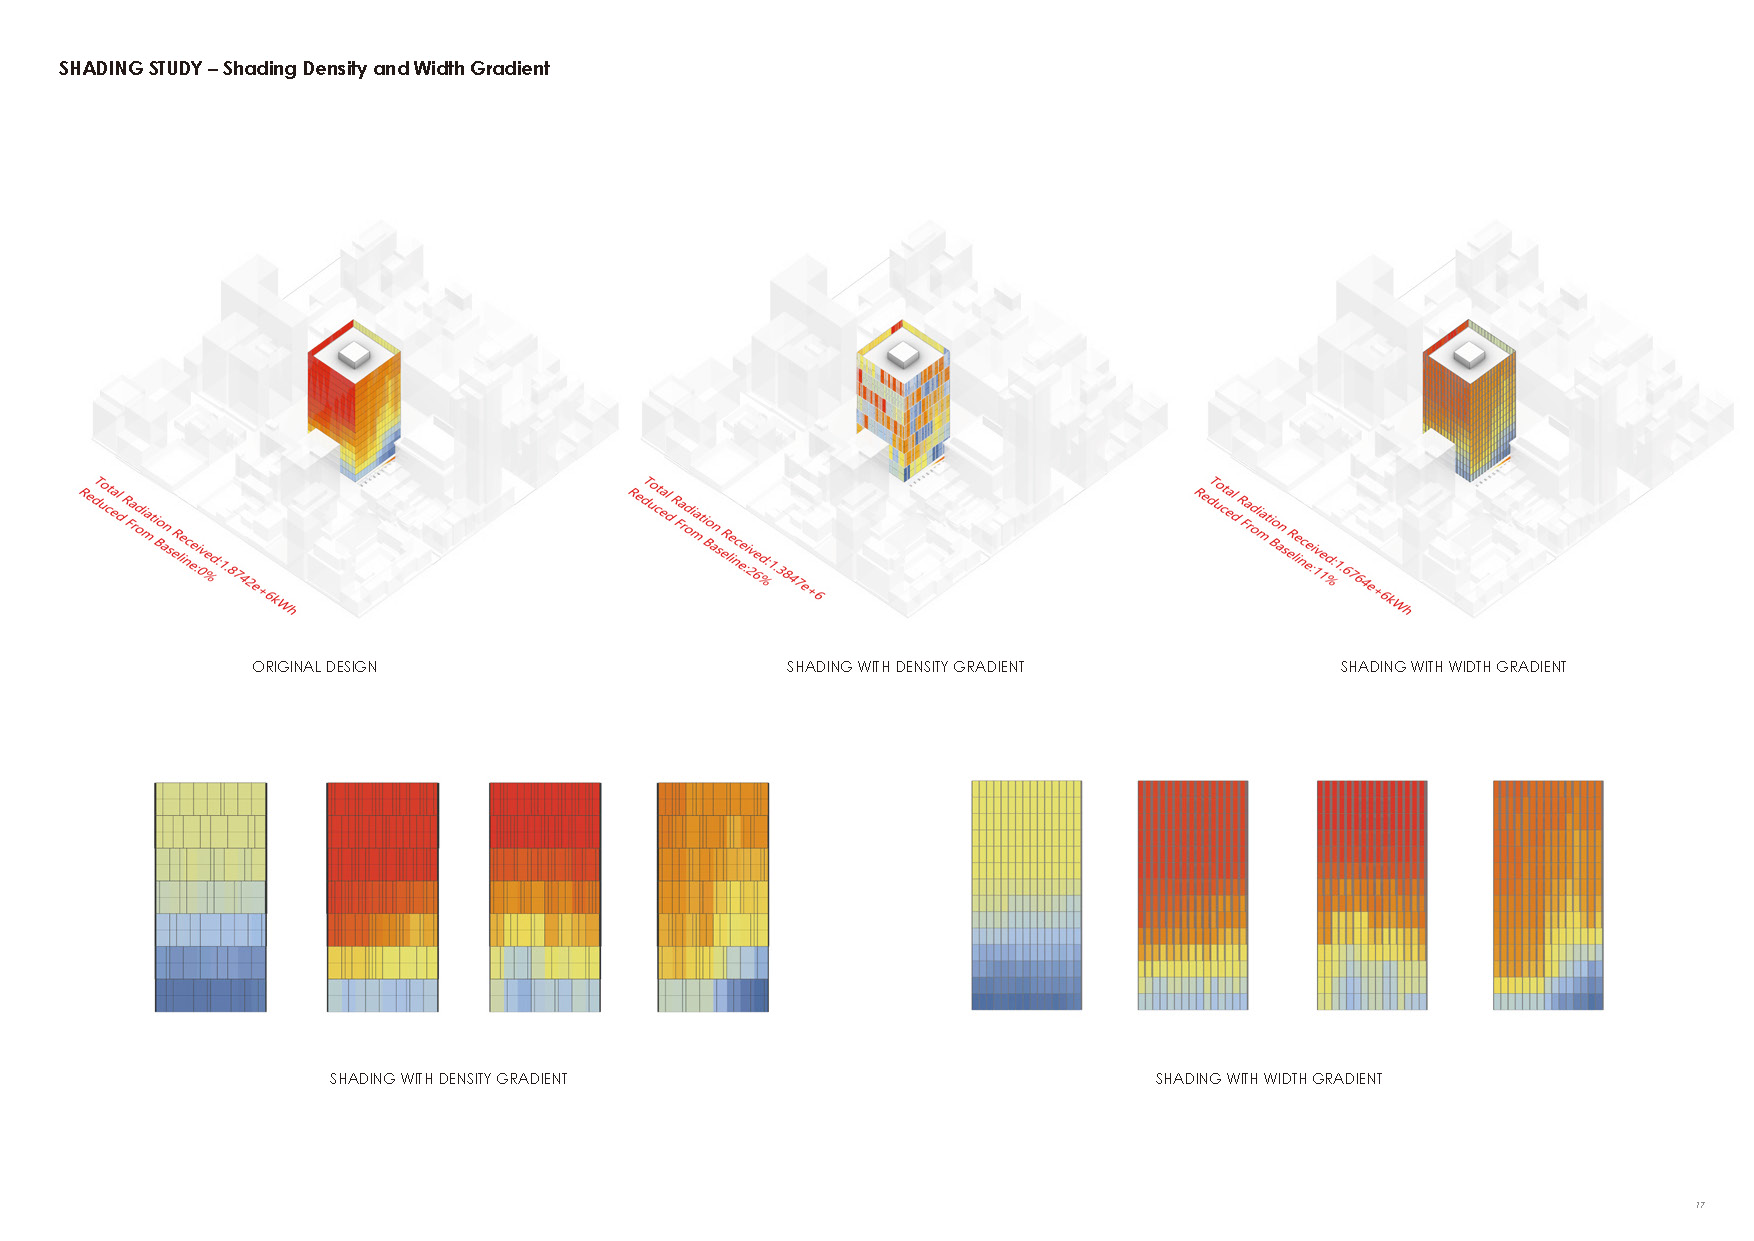 SHADING STUDY – Shading Density and Width Gradient
Total Radiation Received:1.8742e+6kWh
Reduced From Baseline:0%
Total Radiation Received:1.3847e+6
Reduced From Baseline:26%
Total Radiation Received:1.6764e+6kWh
Reduced From Baseline:11%
ORIGINAL DESIGN
SHADING WITH DENSITY GRADIENT
SHADING WITH WIDTH GRADIENT
SHADING WITH DENSITY GRADIENT
SHADING WITH WIDTH GRADIENT
17